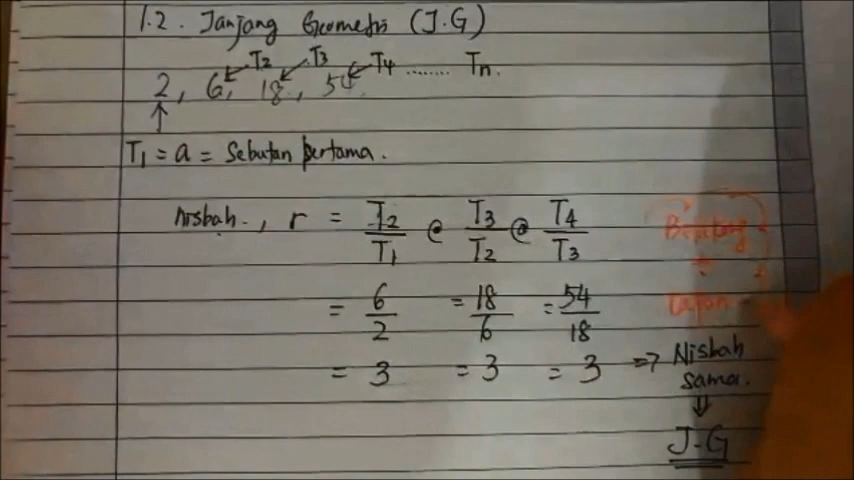 1.2. Janjang Geometri (J.G)
T2 T3 T4
2, 6, 18, 54 ........ Tn.
T1 = a = Sebutan pertama.
Nisbah., r = T2/T1 @ T3/T2 @ T4/T3
= 6/2 = 18/6 = 54/18
= 3 = 3 = 3 => Nisbah
sama.
J.G